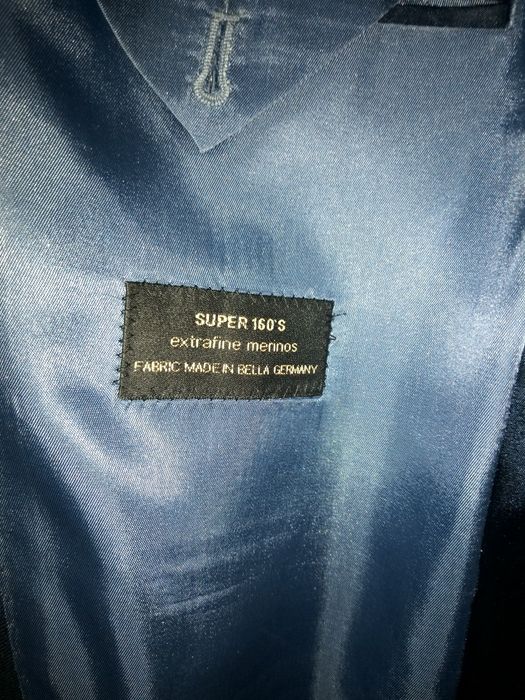 SUPER 160'S
extrafine merinos
FABRIC MADE IN BELLA GERMANY